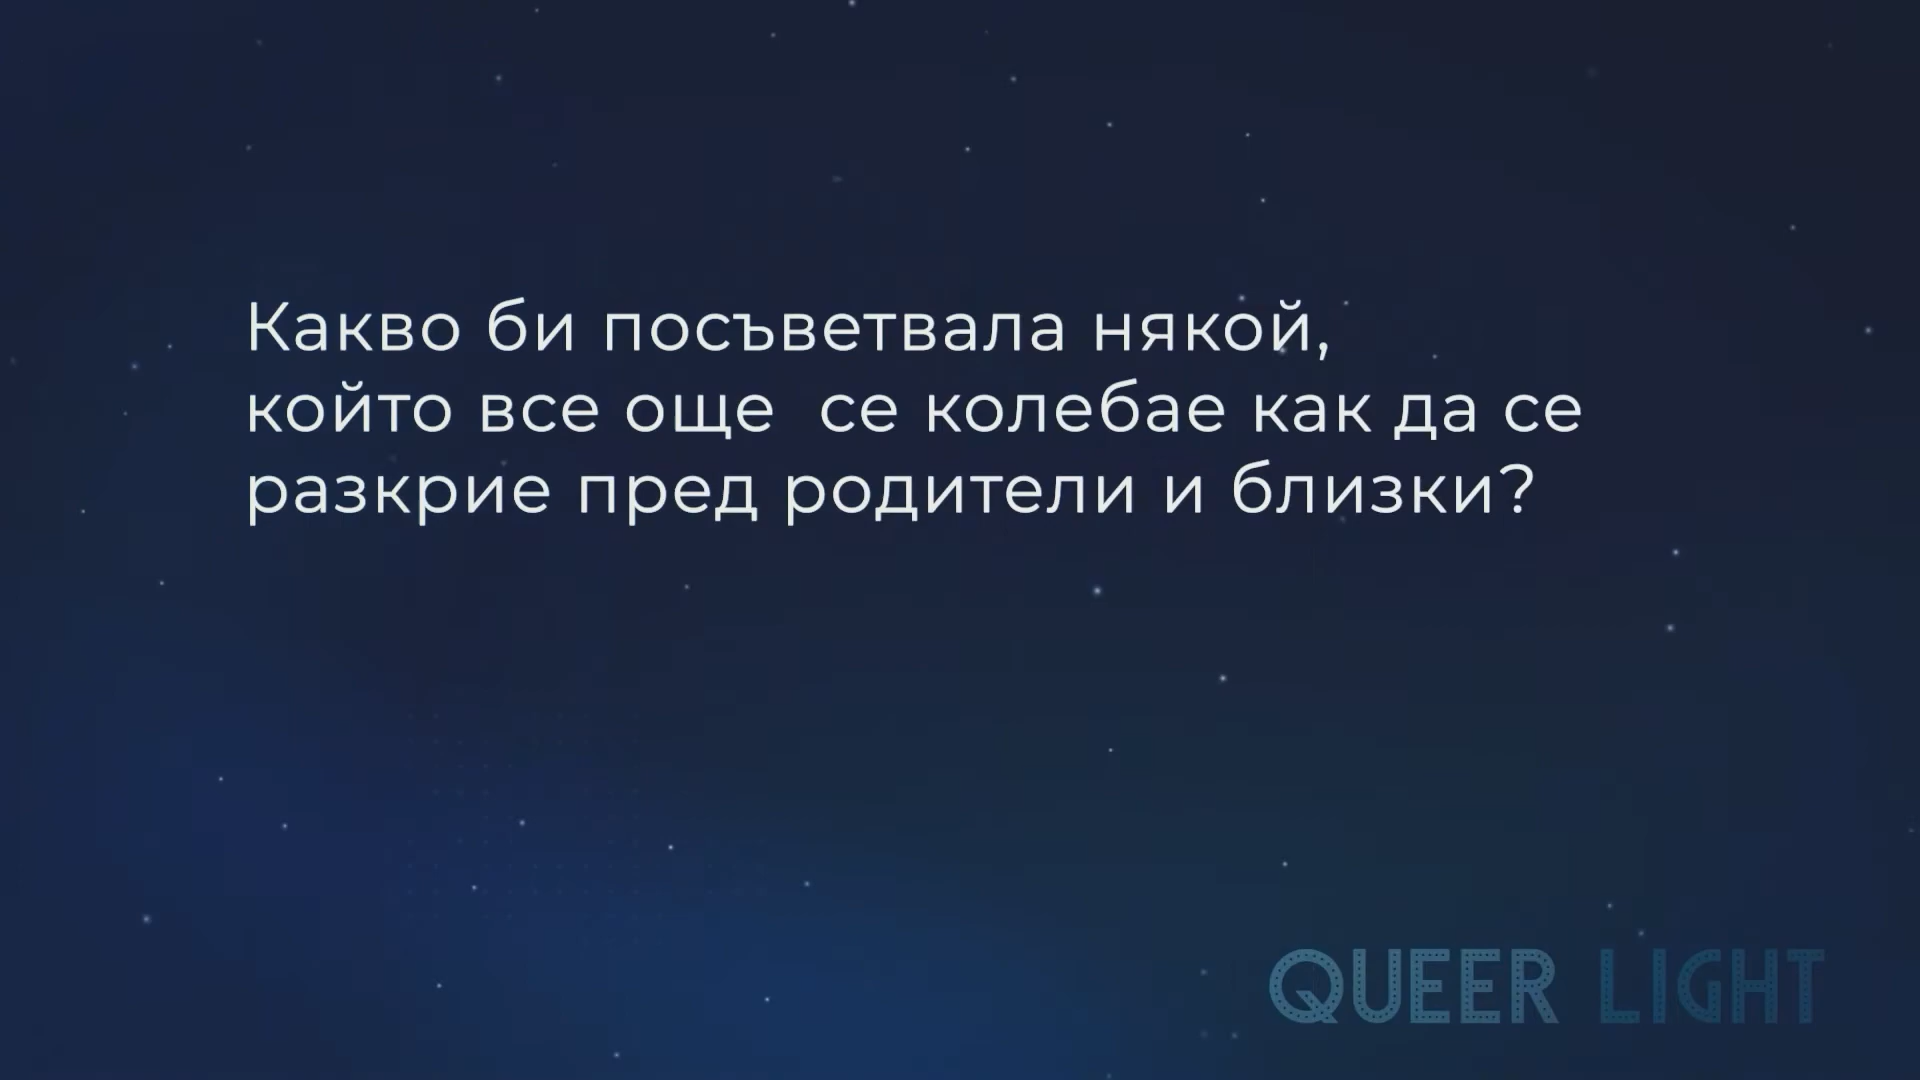 Какво би посъветвала някой,
който все още се колебае как да се
разкрие пред родители и близки?
QUEER LIGHT